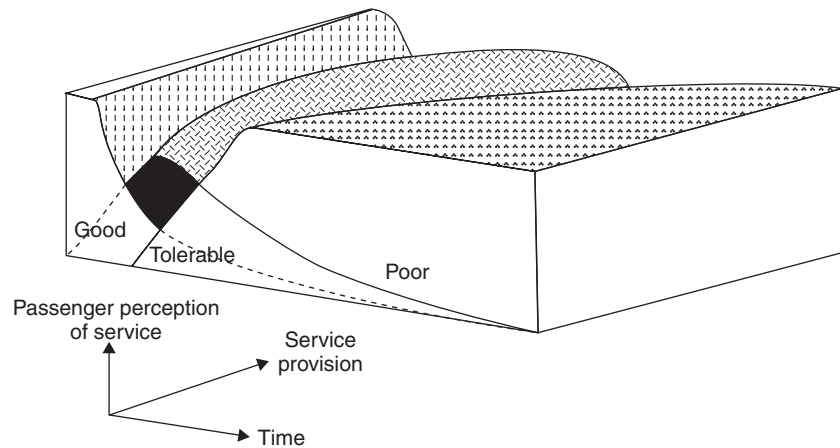 Good
Tolerable
Poor
Passenger perception
of service
Service
provision
Time